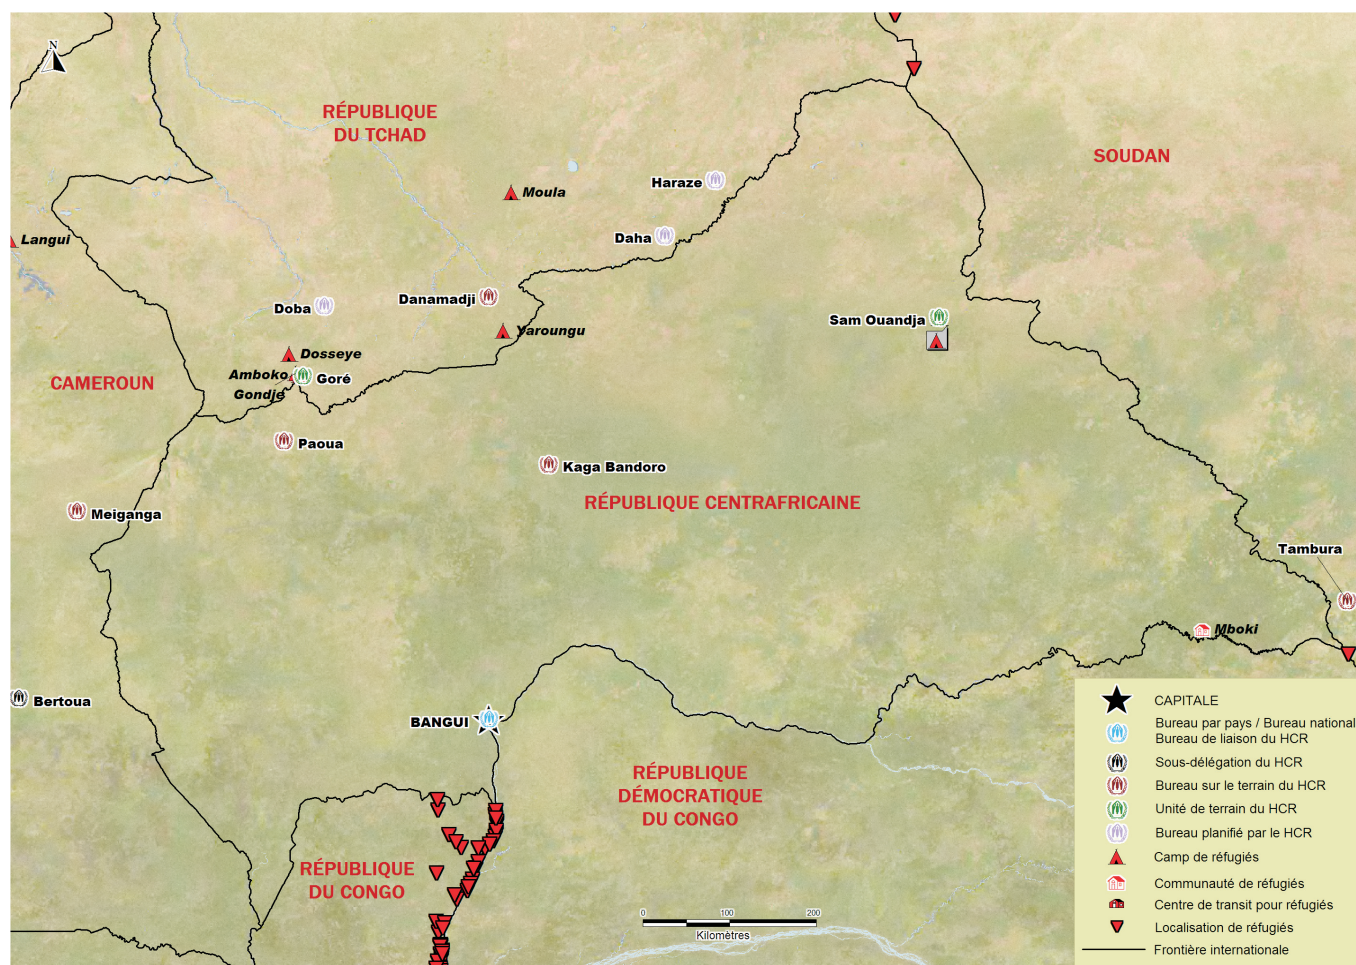 N
RÉPUBLIQUE
DU TCHAD
SOUDAN
Moula
Haraze
Daha
Langui
Danamadji
Doba
Yaroungu
Sam Ouandja
Dosseye
Amboko
Goré
Gondje
CAMEROUN
Paoua
Kaga Bandoro
RÉPUBLIQUE CENTRAFRICAINE
Meiganga
Tambura
Mboki
Bertoua
BANGUI
RÉPUBLIQUE
DÉMOCRATIQUE
DU CONGO
RÉPUBLIQUE
DU CONGO
0 100 200
Kilomètres
CAPITALE
Bureau par pays / Bureau national
Bureau de liaison du HCR
Sous-délégation du HCR
Bureau sur le terrain du HCR
Unité de terrain du HCR
Bureau planifié par le HCR
Camp de réfugiés
Communauté de réfugiés
Centre de transit pour réfugiés
Localisation de réfugiés
Frontière internationale